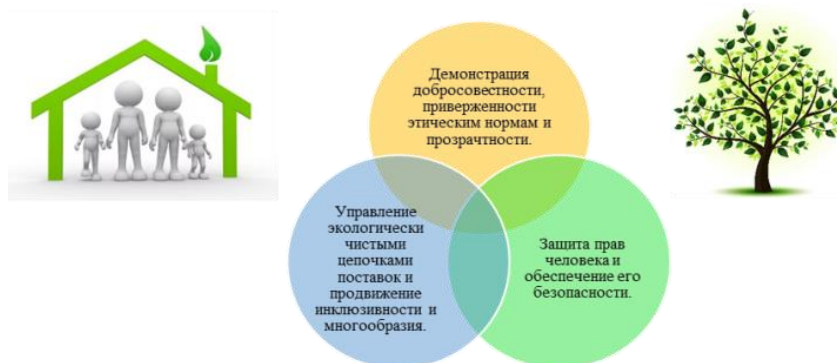 Демонстрация
добросовестности,
приверженности
этическим нормам и
прозрачтности.
Управление
экологически
чистыми
цепочками
поставок и
продвижение
инклюзивности и
многообразия.
Защита прав
человека и
обеспечение его
безопасности.